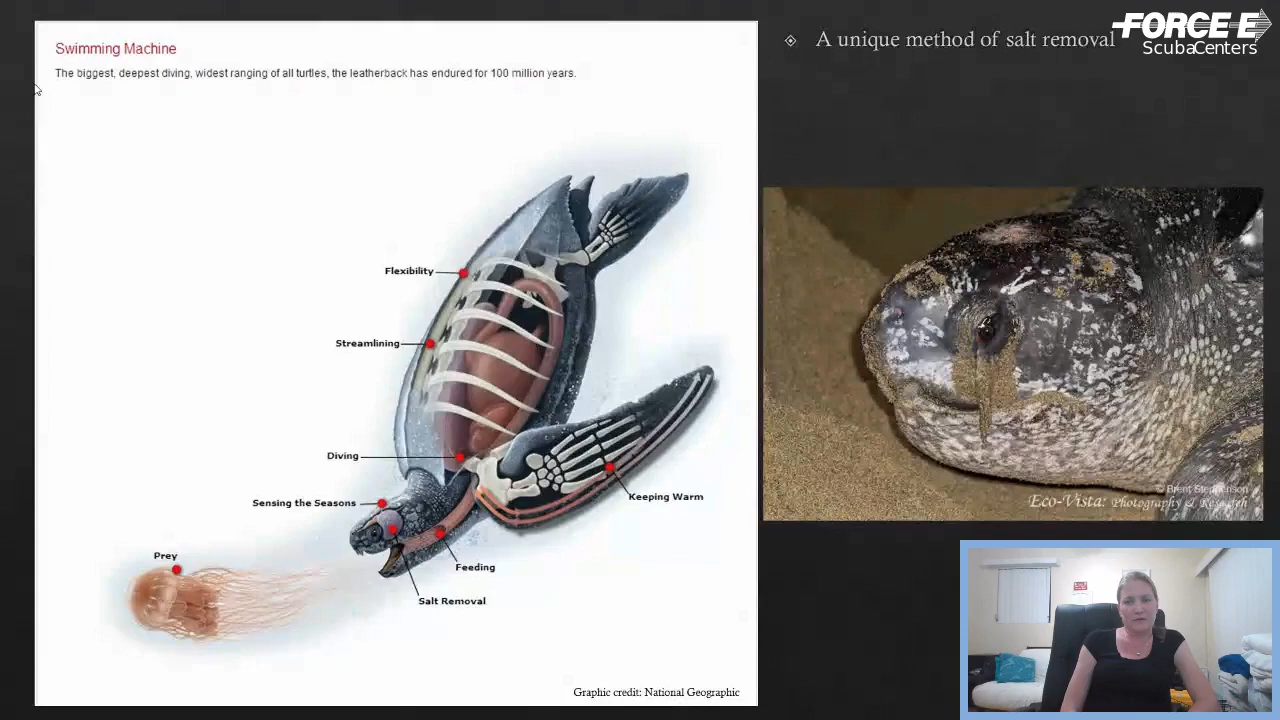 Swimming Machine
The biggest, deepest diving, widest ranging of all turtles, the leatherback has endured for 100 million years.
Flexibility
Streamlining
Diving
Sensing the Seasons
Keeping Warm
Prey
Feeding
Salt Removal
Graphic credit: National Geographic
A unique method of salt removal
FORCE E
ScubaCenters
© Brent Stephenson
Eco-Vista: Photography & Research